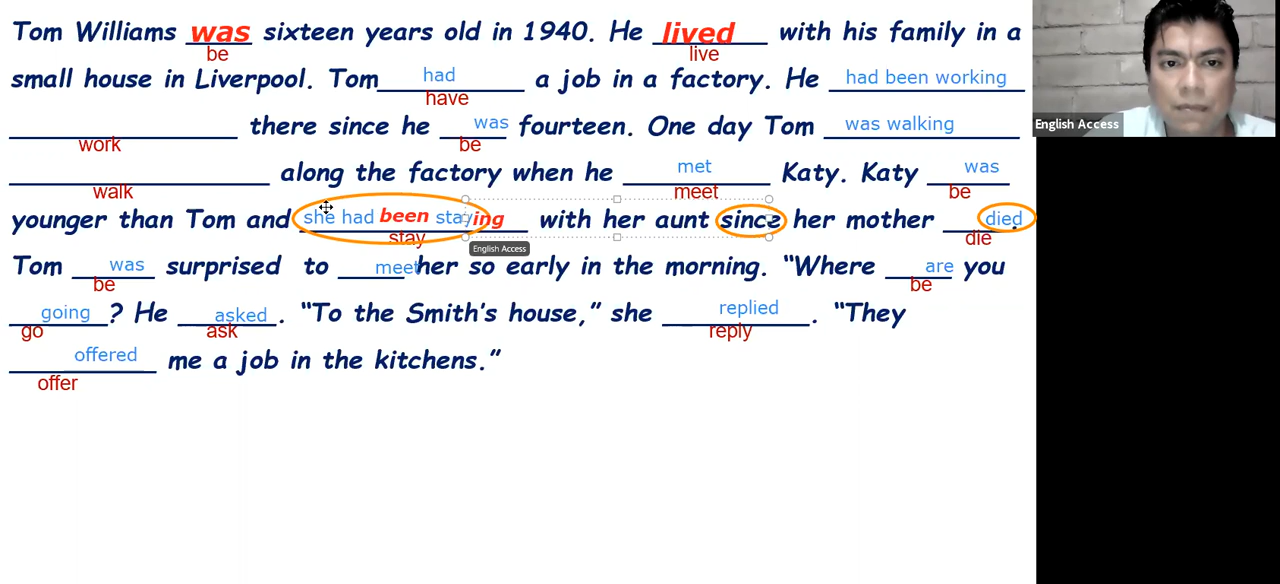 Tom Williams was sixteen years old in 1940. He lived with his family in a
be live
small house in Liverpool. Tom had a job in a factory. He had been working
have
there since he was fourteen. One day Tom was walking
work be
along the factory when he met Katy. Katy was
walk meet be
younger than Tom and she had been staying with her aunt since her mother died.
stay die
English Access
Tom was surprised to meet her so early in the morning. “Where are you
be be
going? He asked. “To the Smith's house,” she replied. “They
go ask reply
offered me a job in the kitchens.”
offer
English Access